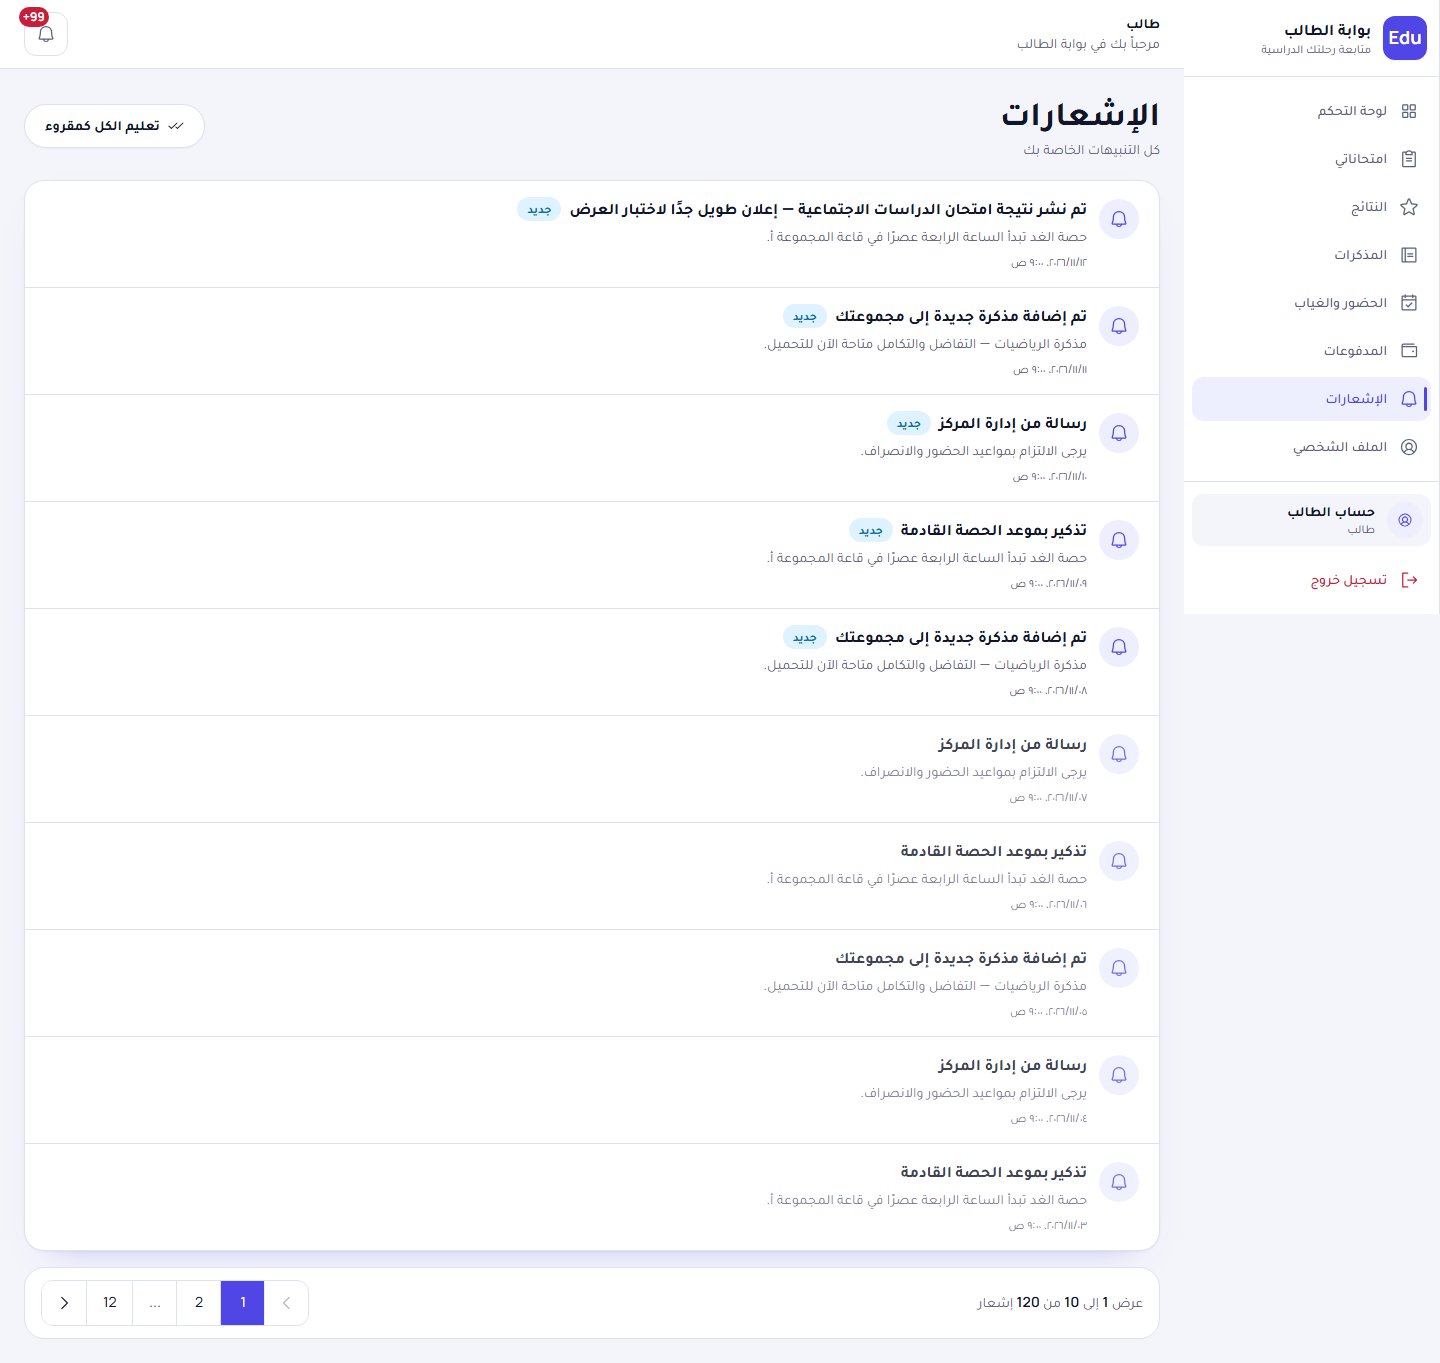 Edu
بوابة الطالب
متابعة رحلتك الدراسية
لوحة التحكم
امتحاناتي
النتائج
المذكرات
الحضور والغياب
المدفوعات
الإشعارات
الملف الشخصي
حساب الطالب
طالب
تسجيل خروج
طالب
مرحباً بك في بوابة الطالب
+99
الإشعارات
كل التنبيهات الخاصة بك
تعليم الكل كمقروء
تم نشر نتيجة امتحان الدراسات الاجتماعية — إعلان طويل جدًا لاختبار العرض جديد
حصة الغد تبدأ الساعة الرابعة عصرًا في قاعة المجموعة أ.
٢٠٢٦/١١/١٢، ٩:٠٠ ص
تم إضافة مذكرة جديدة إلى مجموعتك جديد
مذكرة الرياضيات — التفاضل والتكامل متاحة الآن للتحميل.
٢٠٢٦/١١/١١، ٩:٠٠ ص
رسالة من إدارة المركز جديد
يرجى الالتزام بمواعيد الحضور والانصراف.
٢٠٢٦/١١/١٠، ٩:٠٠ ص
تذكير بموعد الحصة القادمة جديد
حصة الغد تبدأ الساعة الرابعة عصرًا في قاعة المجموعة أ.
٢٠٢٦/١١/٠٩، ٩:٠٠ ص
تم إضافة مذكرة جديدة إلى مجموعتك جديد
مذكرة الرياضيات — التفاضل والتكامل متاحة الآن للتحميل.
٢٠٢٦/١١/٠٨، ٩:٠٠ ص
رسالة من إدارة المركز
يرجى الالتزام بمواعيد الحضور والانصراف.
٢٠٢٦/١١/٠٧، ٩:٠٠ ص
تذكير بموعد الحصة القادمة
حصة الغد تبدأ الساعة الرابعة عصرًا في قاعة المجموعة أ.
٢٠٢٦/١١/٠٦، ٩:٠٠ ص
تم إضافة مذكرة جديدة إلى مجموعتك
مذكرة الرياضيات — التفاضل والتكامل متاحة الآن للتحميل.
٢٠٢٦/١١/٠٥، ٩:٠٠ ص
رسالة من إدارة المركز
يرجى الالتزام بمواعيد الحضور والانصراف.
٢٠٢٦/١١/٠٤، ٩:٠٠ ص
تذكير بموعد الحصة القادمة
حصة الغد تبدأ الساعة الرابعة عصرًا في قاعة المجموعة أ.
٢٠٢٦/١١/٠٣، ٩:٠٠ ص
عرض 1 إلى 10 من 120 إشعار
1 2 ... 12